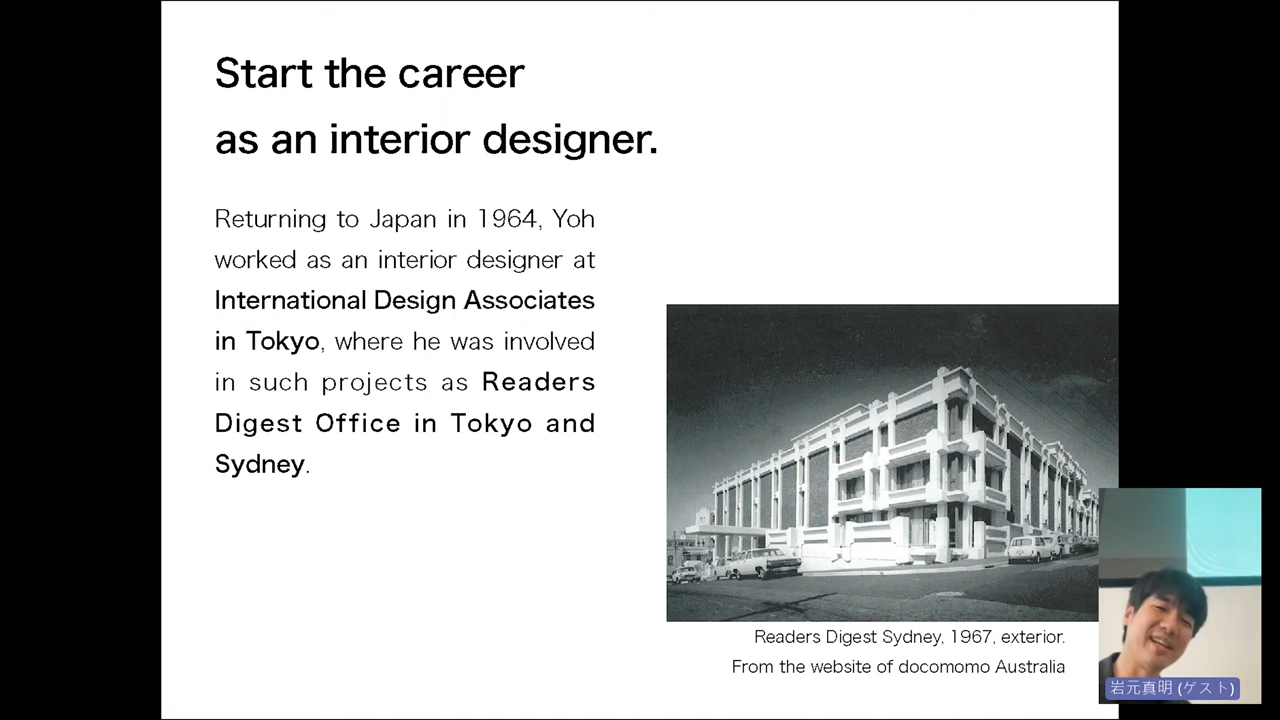 Start the career
as an interior designer.
Returning to Japan in 1964, Yoh
worked as an interior designer at
International Design Associates
in Tokyo, where he was involved
in such projects as Readers
Digest Office in Tokyo and
Sydney.
Readers Digest Sydney, 1967, exterior.
From the website of docomomo Australia
岩元真明 (ゲスト)